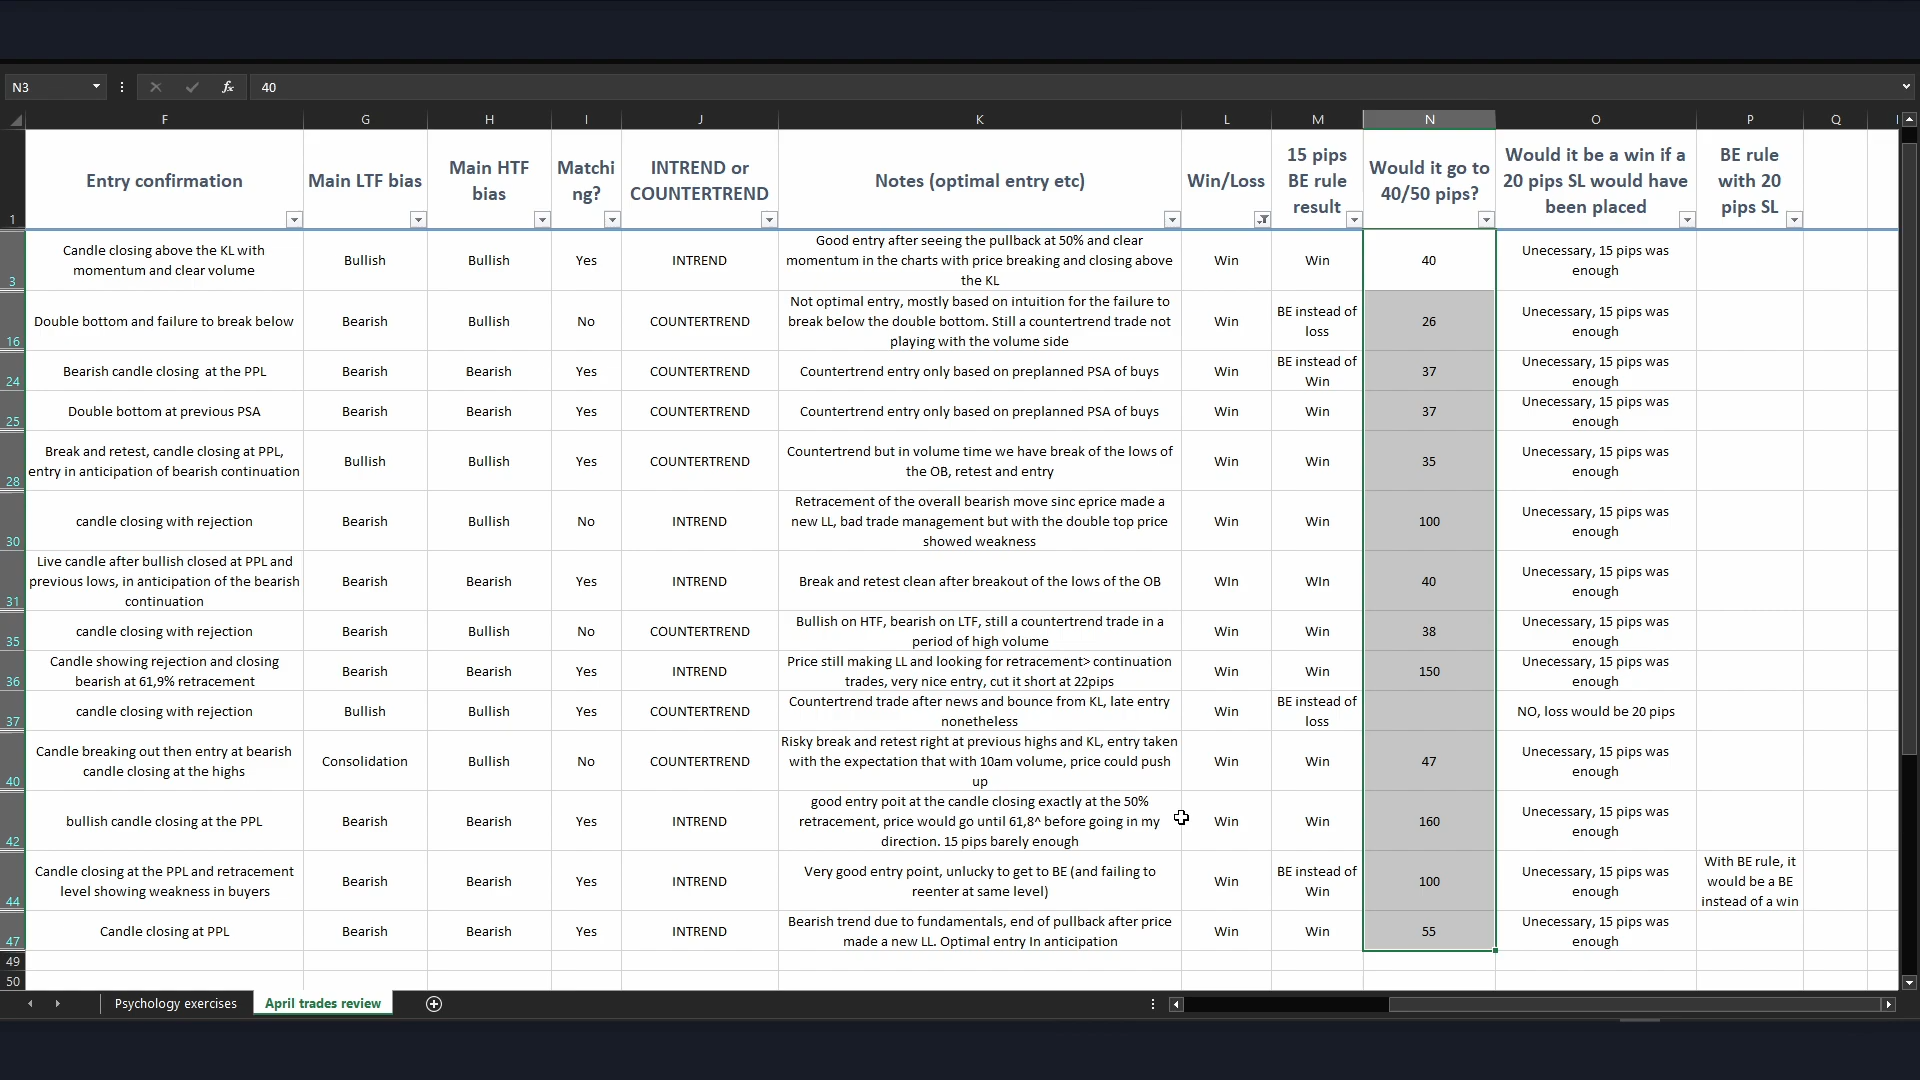 N3
fx
40
F G H I J K L M N O P Q
1
Entry confirmation
Main LTF bias
Main HTF
bias
Matchi
ng?
INTREND or
COUNTERTREND
Notes (optimal entry etc)
Win/Loss
15 pips
BE rule
result
Would it go to
40/50 pips?
Would it be a win if a
20 pips SL would have
been placed
BE rule
with 20
pips SL
3
Candle closing above the KL with
momentum and clear volume
Bullish
Bullish
Yes
INTREND
Good entry after seeing the pullback at 50% and clear
momentum in the charts with price breaking and closing above
the KL
Win
Win
40
Unecessary, 15 pips was
enough
16
Double bottom and failure to break below
Bearish
Bullish
No
COUNTERTREND
Not optimal entry, mostly based on intuition for the failure to
break below the double bottom. Still a countertrend trade not
playing with the volume side
Win
BE instead of
loss
26
Unecessary, 15 pips was
enough
24
Bearish candle closing at the PPL
Bearish
Bearish
Yes
COUNTERTREND
Countertrend entry only based on preplanned PSA of buys
Win
BE instead of
Win
37
Unecessary, 15 pips was
enough
25
Double bottom at previous PSA
Bearish
Bearish
Yes
COUNTERTREND
Countertrend entry only based on preplanned PSA of buys
Win
Win
37
Unecessary, 15 pips was
enough
28
Break and retest, candle closing at PPL,
entry in anticipation of bearish continuation
Bullish
Bullish
Yes
COUNTERTREND
Countertrend but in volume time we have break of the lows of
the OB, retest and entry
Win
Win
35
Unecessary, 15 pips was
enough
30
candle closing with rejection
Bearish
Bullish
No
INTREND
Retracement of the overall bearish move sinc eprice made a
new LL, bad trade management but with the double top price
showed weakness
Win
Win
100
Unecessary, 15 pips was
enough
31
Live candle after bullish closed at PPL and
previous lows, in anticipation of the bearish
continuation
Bearish
Bearish
Yes
INTREND
Break and retest clean after breakout of the lows of the OB
WIn
WIn
40
Unecessary, 15 pips was
enough
35
candle closing with rejection
Bearish
Bullish
No
COUNTERTREND
Bullish on HTF, bearish on LTF, still a countertrend trade in a
period of high volume
Win
Win
38
Unecessary, 15 pips was
enough
36
Candle showing rejection and closing
bearish at 61,9% retracement
Bearish
Bearish
Yes
INTREND
Price still making LL and looking for retracement> continuation
trades, very nice entry, cut it short at 22pips
Win
Win
150
Unecessary, 15 pips was
enough
37
candle closing with rejection
Bullish
Bullish
Yes
COUNTERTREND
Countertrend trade after news and bounce from KL, late entry
nonetheless
Win
BE instead of
loss
NO, loss would be 20 pips
40
Candle breaking out then entry at bearish
candle closing at the highs
Consolidation
Bullish
No
COUNTERTREND
Risky break and retest right at previous highs and KL, entry taken
with the expectation that with 10am volume, price could push
up
Win
Win
47
Unecessary, 15 pips was
enough
42
bullish candle closing at the PPL
Bearish
Bearish
Yes
INTREND
good entry poit at the candle closing exactly at the 50%
retracement, price would go until 61,8^ before going in my
direction. 15 pips barely enough
Win
Win
160
Unecessary, 15 pips was
enough
44
Candle closing at the PPL and retracement
level showing weakness in buyers
Bearish
Bearish
Yes
INTREND
Very good entry point, unlucky to get to BE (and failing to
reenter at same level)
Win
BE instead of
Win
100
Unecessary, 15 pips was
enough
With BE rule, it
would be a BE
instead of a win
47
Candle closing at PPL
Bearish
Bearish
Yes
INTREND
Bearish trend due to fundamentals, end of pullback after price
made a new LL. Optimal entry In anticipation
Win
Win
55
Unecessary, 15 pips was
enough
49
50
Psychology exercises
April trades review